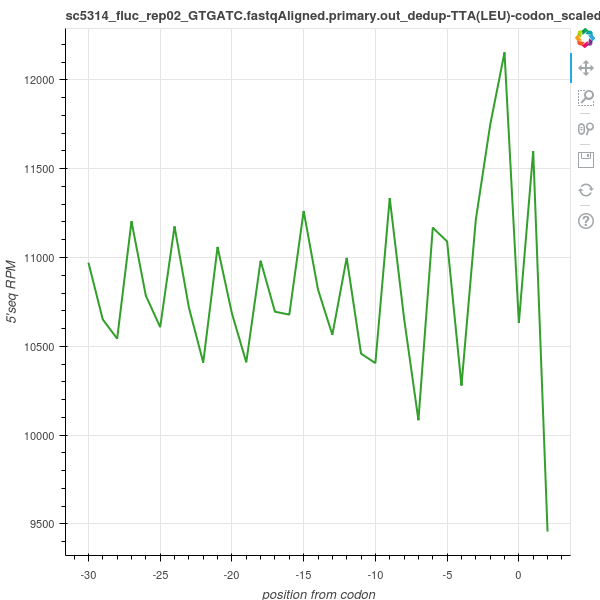 sc5314_fluc_rep02_GTGATC.fastqAligned.primary.out_dedup-TTA(LEU)-codon_scaled
12000
11500
11000
10500
10000
9500
5'seq RPM
-30 -25 -20 -15 -10 -5 0
position from codon